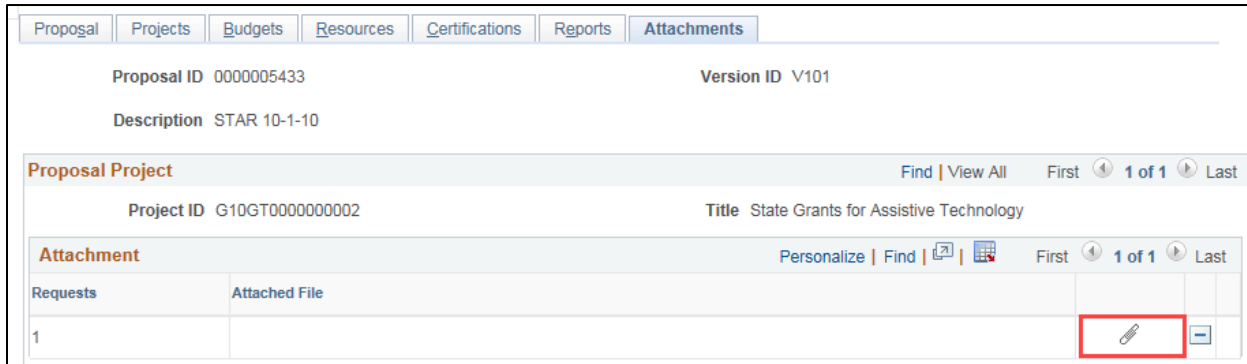 Proposal Projects Budgets Resources Certifications Reports Attachments
Proposal ID 0000005433 Version ID V101
Description STAR 10-1-10
Proposal Project Find | View All First 1 of 1 Last
Project ID G10GT0000000002 Title State Grants for Assistive Technology
Attachment Personalize | Find | | First 1 of 1 Last
Requests Attached File
1